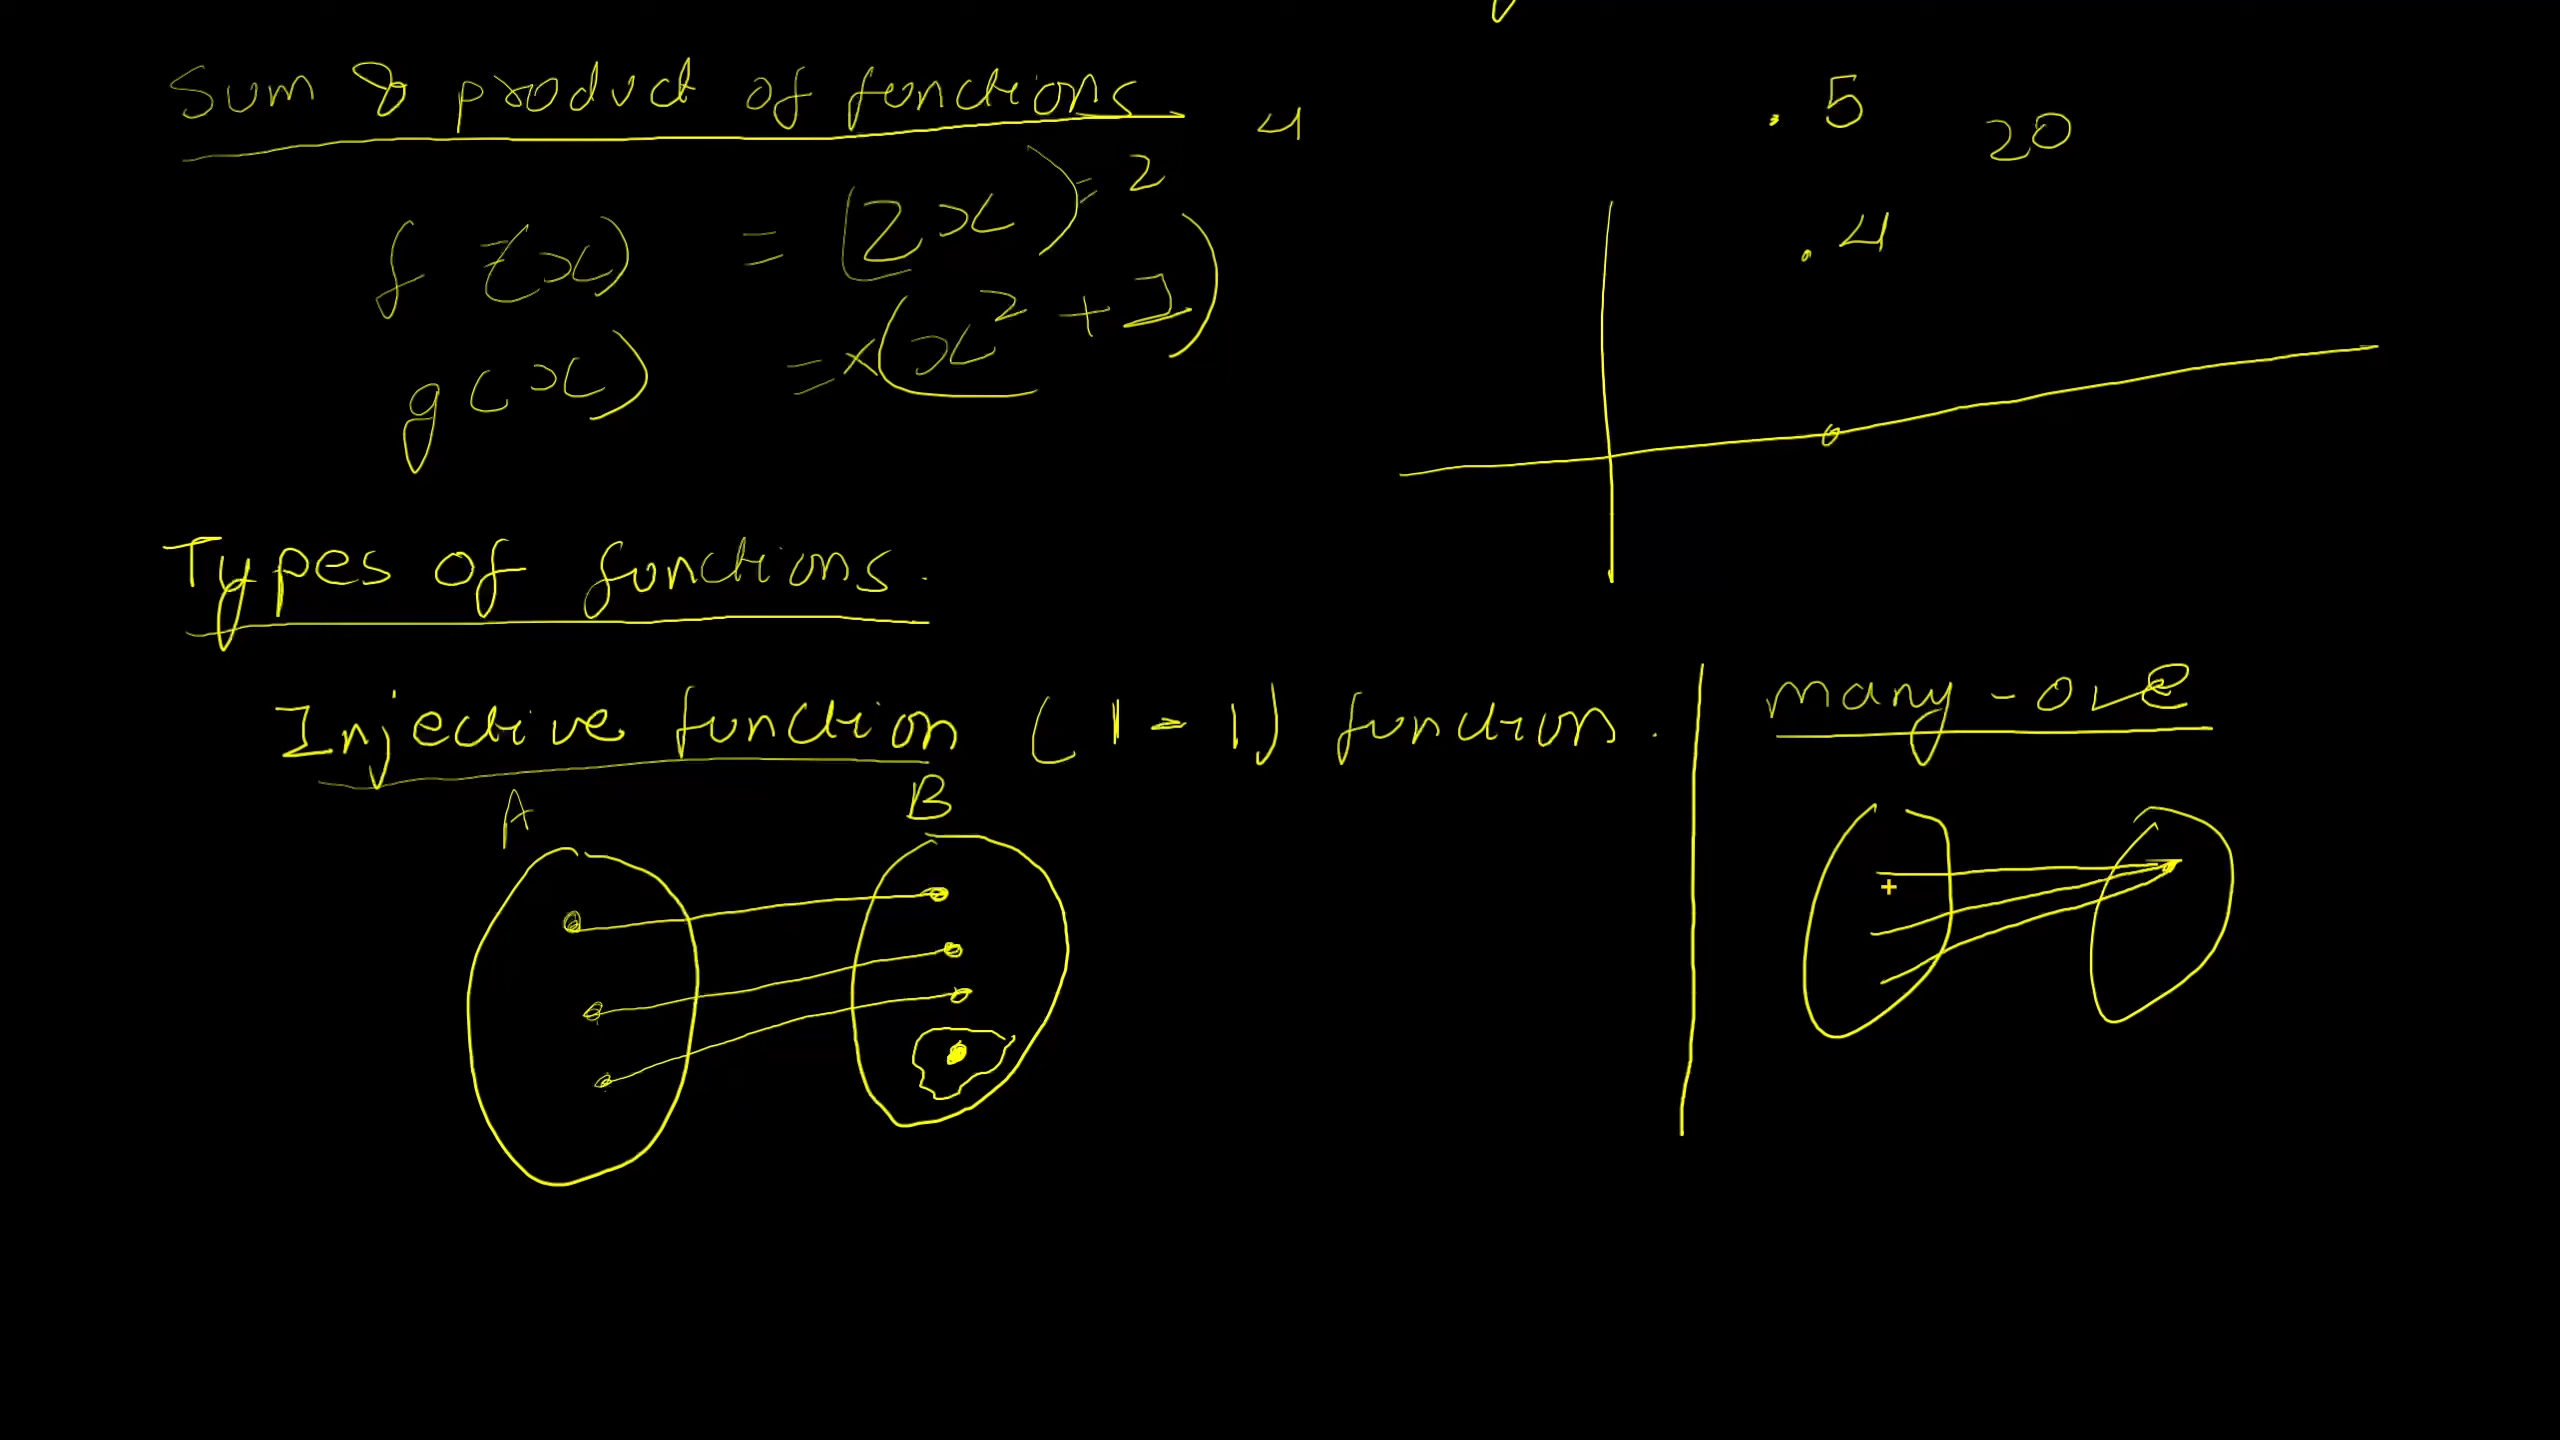 Sum & product of functions 4
. 5 20
f (x) = (2x) = 2
. 4
g(x) = x(x² + 2)
Types of functions.
Injective function (1 - 1) function.
many - one
A B